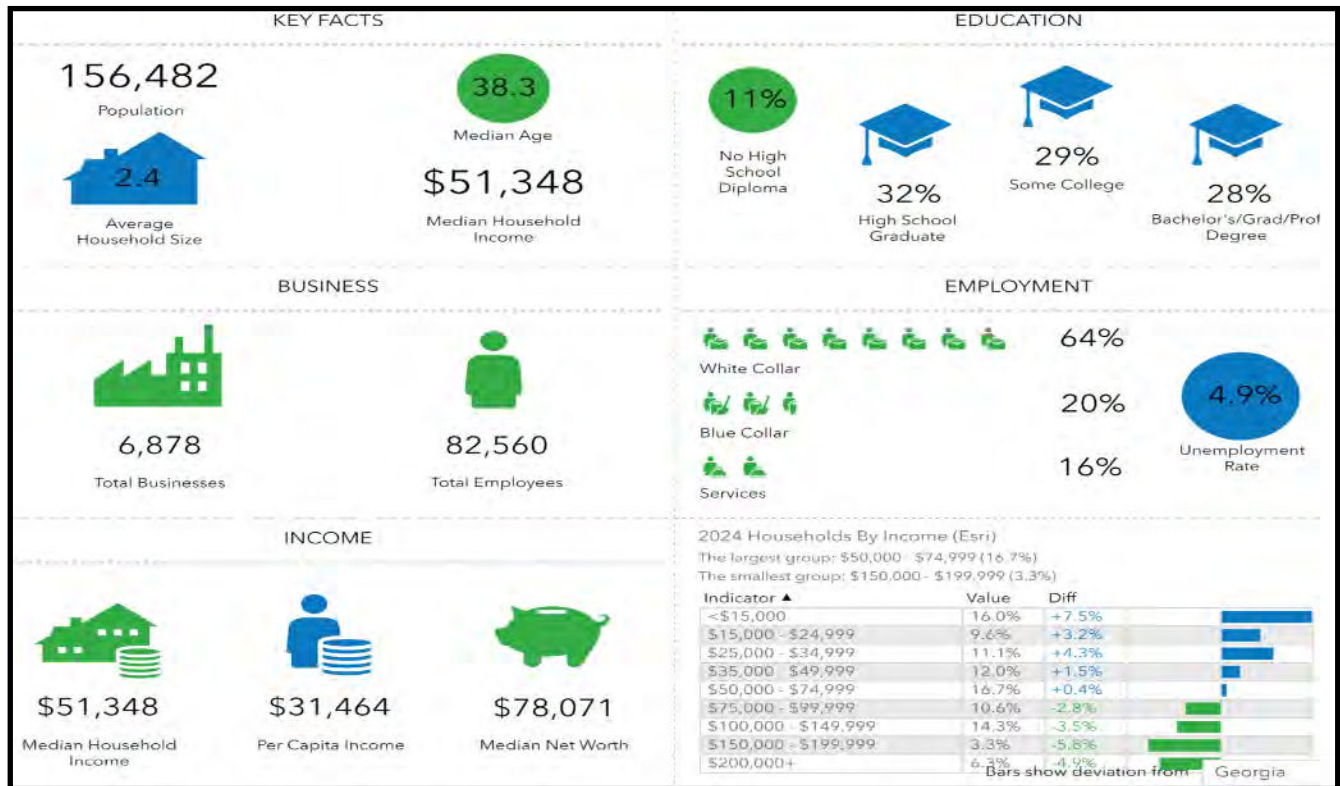 KEY FACTS
156,482
Population
38.3
Median Age
2.4
Average
Household Size
$51,348
Median Household
Income
EDUCATION
11%
No High
School
Diploma
32%
High School
Graduate
29%
Some College
28%
Bachelor's/Grad/Prof
Degree
BUSINESS
6,878
Total Businesses
82,560
Total Employees
EMPLOYMENT
64%
White Collar
20%
Blue Collar
16%
Services
4.9%
Unemployment
Rate
INCOME
$51,348
Median Household
Income
$31,464
Per Capita Income
$78,071
Median Net Worth
2024 Households By Income (Esri)
The largest group: $50,000 - $74,999 (16.7%)
The smallest group: $150,000 - $199,999 (3.3%)
Indicator ▲ Value Diff
<$15,000 16.0% +7.5%
$15,000 - $24,999 9.6% +3.2%
$25,000 - $34,999 11.1% +4.3%
$35,000 - $49,999 12.0% +1.5%
$50,000 - $74,999 16.7% +0.4%
$75,000 - $99,999 10.6% -2.8%
$100,000 - $149,999 14.3% -3.5%
$150,000 - $199,999 3.3% -5.8%
$200,000+ 6.3% -4.9%
Bars show deviation from Georgia